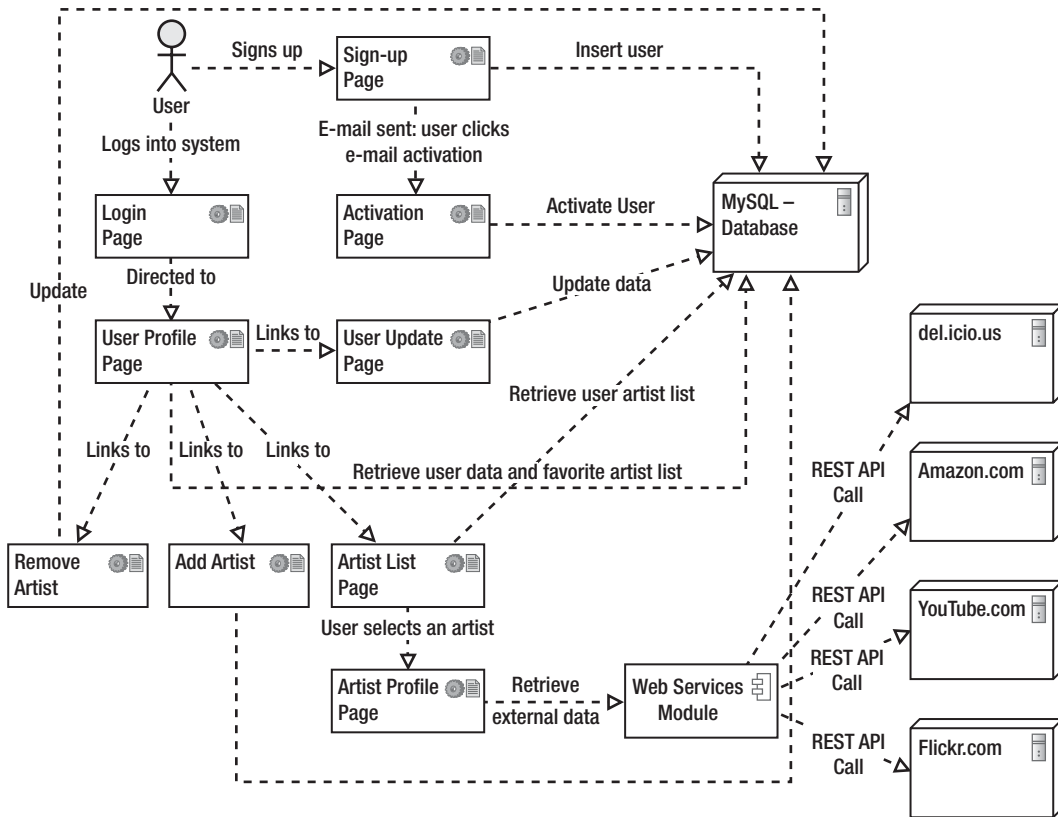 Signs up
Sign-up
Page
Insert user
User
E-mail sent: user clicks
e-mail activation
Logs into system
Login
Page
Activation
Page
Activate User
MySQL –
Database
Directed to
Update
Update data
User Profile
Page
Links to
User Update
Page
del.icio.us
Retrieve user artist list
Links to
Links to
Links to
Retrieve user data and favorite artist list
REST API
Call
Amazon.com
Remove
Artist
Add Artist
Artist List
Page
REST API
Call
YouTube.com
User selects an artist
REST API
Call
Artist Profile
Page
Retrieve
external data
Web Services
Module
REST API
Call
Flickr.com